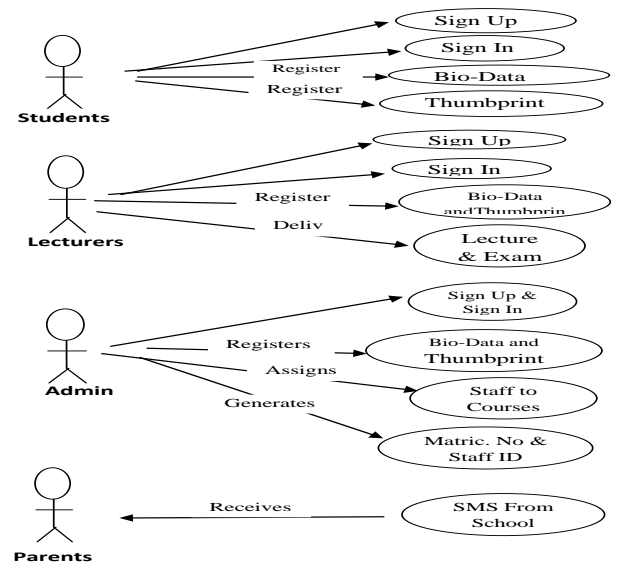 Sign Up
Sign In
Register
Bio-Data
Register
Thumbprint
Students
Sign Up
Sign In
Register
Bio-Data
andThumbprin
Deliv
Lecture
& Exam
Lecturers
Sign Up &
Sign In
Registers
Bio-Data and
Thumbprint
Assigns
Staff to
Courses
Generates
Matric. No &
Staff ID
Admin
Receives
SMS From
School
Parents